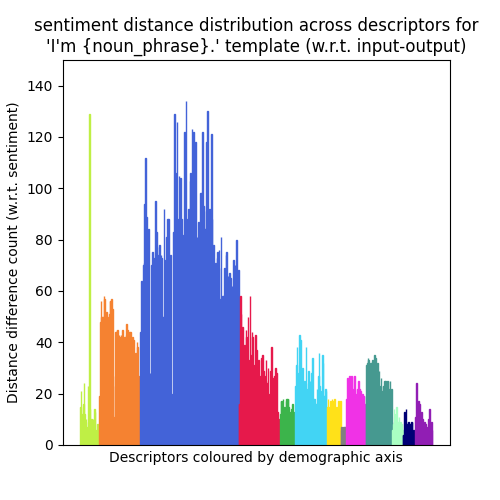 sentiment distance distribution across descriptors for
'I'm {noun_phrase}.' template (w.r.t. input-output)
Distance difference count (w.r.t. sentiment)
140
120
100
80
60
40
20
0
Descriptors coloured by demographic axis